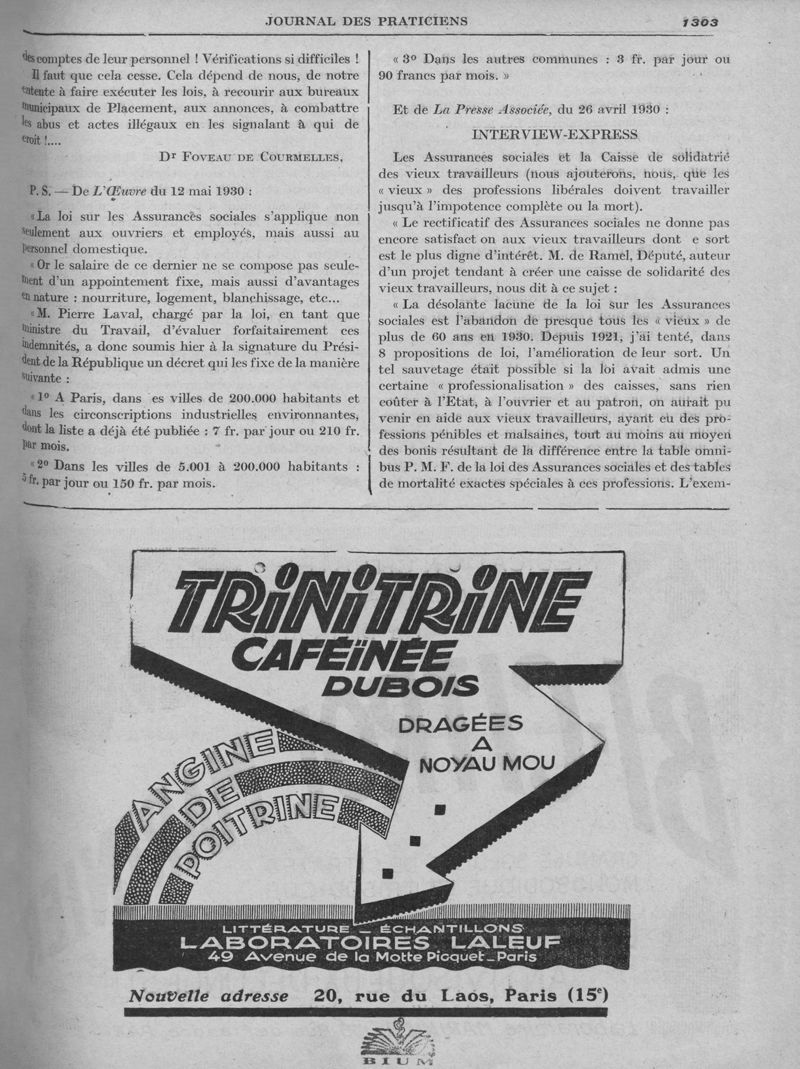 JOURNAL DES PRATICIENS
1303
des comptes de leur personnel ! Vérifications si difficiles !
Il faut que cela cesse. Cela dépend de nous, de notre
entente à faire exécuter les lois, à recourir aux bureaux
municipaux de Placement, aux annonces, à combattre
les abus et actes illégaux en les signalant à qui de
eroit !....
Dr FOVEAU DE COURMELLES.
P. S. — De L'Œuvre du 12 mai 1930 :
« La loi sur les Assurances sociales s'applique non
seulement aux ouvriers et employés, mais aussi au
personnel domestique.
« Or le salaire de ce dernier ne se compose pas seule-
ment d'un appointement fixe, mais aussi d'avantages
en nature : nourriture, logement, blanchissage, etc...
« M. Pierre Laval, chargé par la loi, en tant que
ministre du Travail, d'évaluer forfaitairement ces
indemnités, a donc soumis hier à la signature du Prési-
dent de la République un décret qui les fixe de la manière
suivante :
« 1º A Paris, dans es villes de 200.000 habitants et
dans les circonscriptions industrielles environnantes,
dont la liste a déjà été publiée : 7 fr. par jour ou 210 fr.
par mois.
« 2º Dans les villes de 5.001 à 200.000 habitants :
5 fr. par jour ou 150 fr. par mois.
« 3º Dans les autres communes : 3 fr. par jour ou
90 francs par mois. »
Et de La Presse Associée, du 26 avril 1930 :
INTERVIEW-EXPRESS
Les Assurances sociales et la Caisse de solidatrié
des vieux travailleurs (nous ajouterons, nous, que les
« vieux » des professions libérales doivent travailler
jusqu'à l'impotence complète ou la mort).
« Le rectificatif des Assurances sociales ne donne pas
encore satisfact on aux vieux travailleurs dont e sort
est le plus digne d'intérêt. M. de Ramel, Député, auteur
d'un projet tendant à créer une caisse de solidarité des
vieux travailleurs, nous dit à ce sujet :
« La désolante lacune de la loi sur les Assurances
sociales est l'abandon de presque tous les « vieux » de
plus de 60 ans en 1930. Depuis 1921, j'ai tenté, dans
8 propositions de loi, l'amélioration de leur sort. Un
tel sauvetage était possible si la loi avait admis une
certaine « professionalisation » des caisses, sans rien
coûter à l'Etat, à l'ouvrier et au patron, on aurait pu
venir en aide aux vieux travailleurs, ayant eu des pro-
fessions pénibles et malsaines, tout au moins au moyen
des bonis résultant de la différence entre la table omni-
bus P. M. F. de la loi des Assurances sociales et des tables
de mortalité exactes spéciales à ces professions. L'exem-
TRINITRINE
CAFÉÏNÉE
DUBOIS
DRAGÉES
A
NOYAU MOU
ANGINE
DE
POITRINE
LITTÉRATURE _ ÉCHANTILLONS
LABORATOIRES LALEUF
49 Avenue de la Motte Picquet_Paris
Nouvelle adresse 20, rue du Laos, Paris (15e)
BIUM